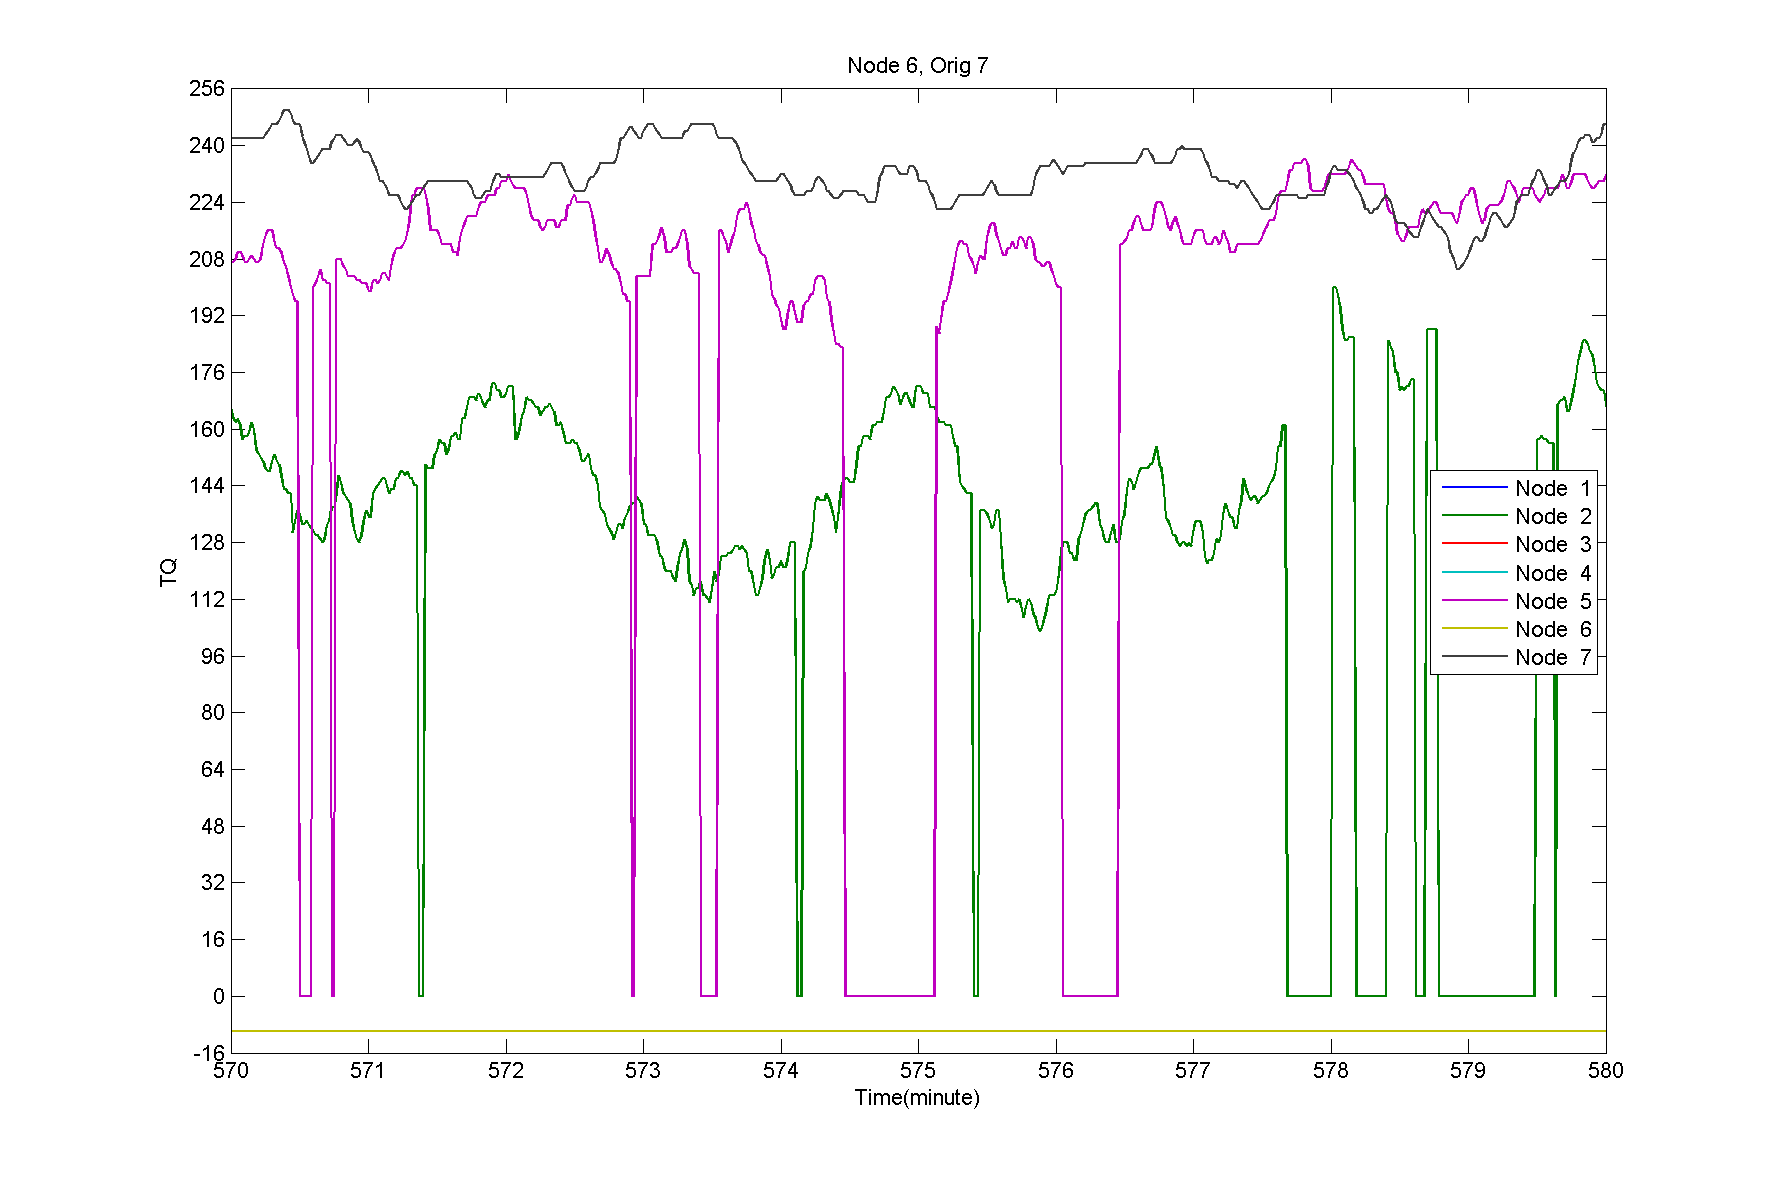 Node 6, Orig 7
256
240
224
208
192
176
160
144
128
112
96
80
64
48
32
16
0
-16
TQ
570 571 572 573 574 575 576 577 578 579 580
Time(minute)
Node 1
Node 2
Node 3
Node 4
Node 5
Node 6
Node 7